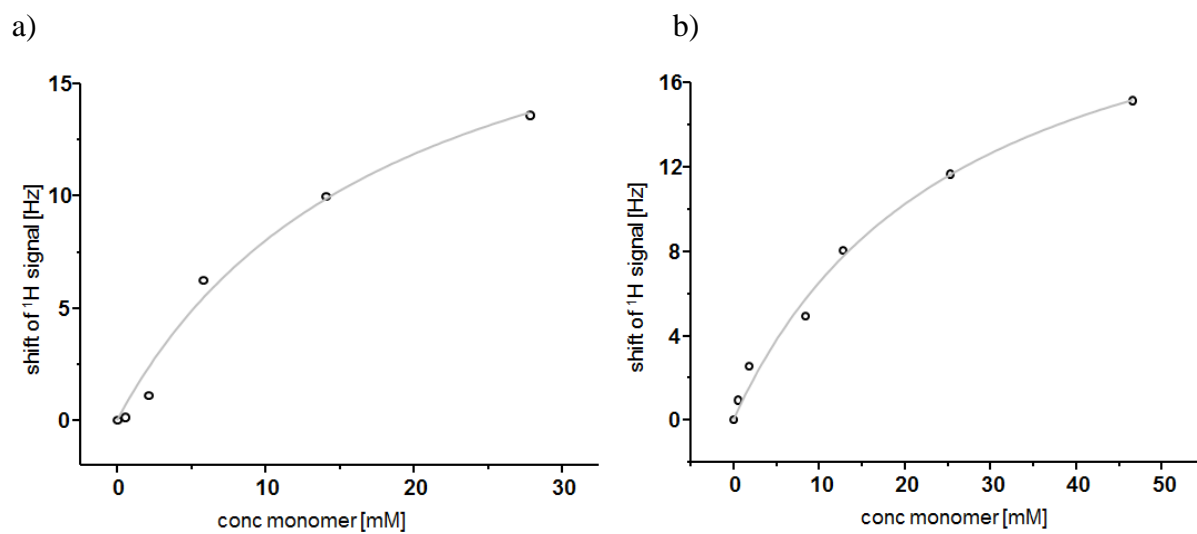 a)
15
10
5
0
shift of ¹H signal [Hz]
0 10 20 30
conc monomer [mM]
b)
16
12
8
4
0
shift of ¹H signal [Hz]
0 10 20 30 40 50
conc monomer [mM]